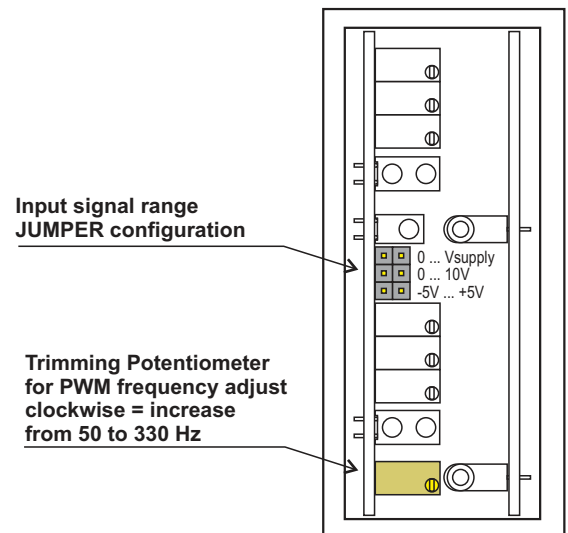 Input signal range
JUMPER configuration
0 ... Vsupply
0 ... 10V
-5V ... +5V
Trimming Potentiometer
for PWM frequency adjust
clockwise = increase
from 50 to 330 Hz